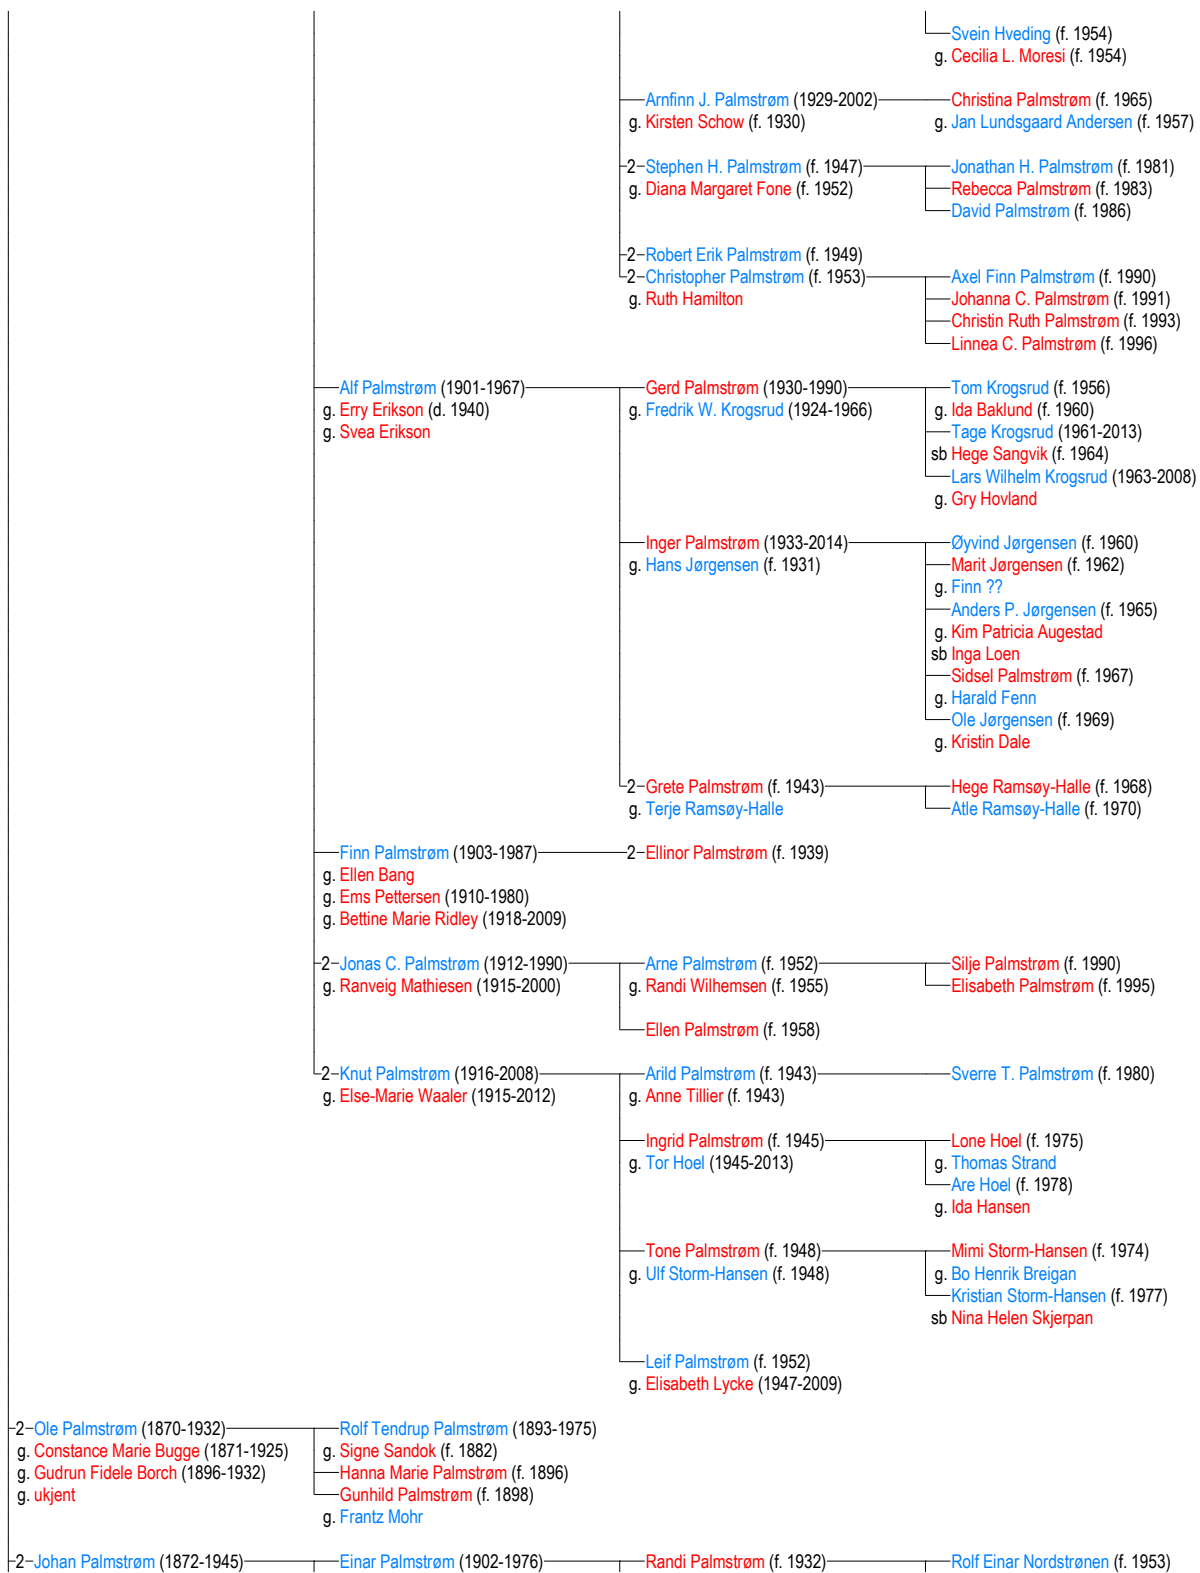 Svein Hveding (f. 1954)
g. Cecilia L. Moresi (f. 1954)
Arnfinn J. Palmstrøm (1929-2002) Christina Palmstrøm (f. 1965)
g. Kirsten Schow (f. 1930) g. Jan Lundsgaard Andersen (f. 1957)
2 Stephen H. Palmstrøm (f. 1947) Jonathan H. Palmstrøm (f. 1981)
g. Diana Margaret Fone (f. 1952) Rebecca Palmstrøm (f. 1983)
David Palmstrøm (f. 1986)
2 Robert Erik Palmstrøm (f. 1949)
2 Christopher Palmstrøm (f. 1953) Axel Finn Palmstrøm (f. 1990)
g. Ruth Hamilton Johanna C. Palmstrøm (f. 1991)
Christin Ruth Palmstrøm (f. 1993)
Linnea C. Palmstrøm (f. 1996)
Alf Palmstrøm (1901-1967) Gerd Palmstrøm (1930-1990) Tom Krogsrud (f. 1956)
g. Erry Erikson (d. 1940) g. Fredrik W. Krogsrud (1924-1966) g. Ida Baklund (f. 1960)
g. Svea Erikson Tage Krogsrud (1961-2013)
sb Hege Sangvik (f. 1964)
Lars Wilhelm Krogsrud (1963-2008)
g. Gry Hovland
Inger Palmstrøm (1933-2014) Øyvind Jørgensen (f. 1960)
g. Hans Jørgensen (f. 1931) Marit Jørgensen (f. 1962)
g. Finn ??
Anders P. Jørgensen (f. 1965)
g. Kim Patricia Augestad
sb Inga Loen
Sidsel Palmstrøm (f. 1967)
g. Harald Fenn
Ole Jørgensen (f. 1969)
g. Kristin Dale
2 Grete Palmstrøm (f. 1943) Hege Ramsøy-Halle (f. 1968)
g. Terje Ramsøy-Halle Atle Ramsøy-Halle (f. 1970)
Finn Palmstrøm (1903-1987) 2 Ellinor Palmstrøm (f. 1939)
g. Ellen Bang
g. Ems Pettersen (1910-1980)
g. Bettine Marie Ridley (1918-2009)
2 Jonas C. Palmstrøm (1912-1990) Arne Palmstrøm (f. 1952) Silje Palmstrøm (f. 1990)
g. Ranveig Mathiesen (1915-2000) g. Randi Wilhemsen (f. 1955) Elisabeth Palmstrøm (f. 1995)
Ellen Palmstrøm (f. 1958)
2 Knut Palmstrøm (1916-2008) Arild Palmstrøm (f. 1943) Sverre T. Palmstrøm (f. 1980)
g. Else-Marie Waaler (1915-2012) g. Anne Tillier (f. 1943)
Ingrid Palmstrøm (f. 1945) Lone Hoel (f. 1975)
g. Tor Hoel (1945-2013) g. Thomas Strand
Are Hoel (f. 1978)
g. Ida Hansen
Tone Palmstrøm (f. 1948) Mimi Storm-Hansen (f. 1974)
g. Ulf Storm-Hansen (f. 1948) g. Bo Henrik Breigan
Kristian Storm-Hansen (f. 1977)
sb Nina Helen Skjerpan
Leif Palmstrøm (f. 1952)
g. Elisabeth Lycke (1947-2009)
2 Ole Palmstrøm (1870-1932) Rolf Tendrup Palmstrøm (1893-1975)
g. Constance Marie Bugge (1871-1925) g. Signe Sandok (f. 1882)
g. Gudrun Fidele Borch (1896-1932) Hanna Marie Palmstrøm (f. 1896)
g. ukjent Gunhild Palmstrøm (f. 1898)
g. Frantz Mohr
2 Johan Palmstrøm (1872-1945) Einar Palmstrøm (1902-1976) Randi Palmstrøm (f. 1932) Rolf Einar Nordstrønen (f. 1953)